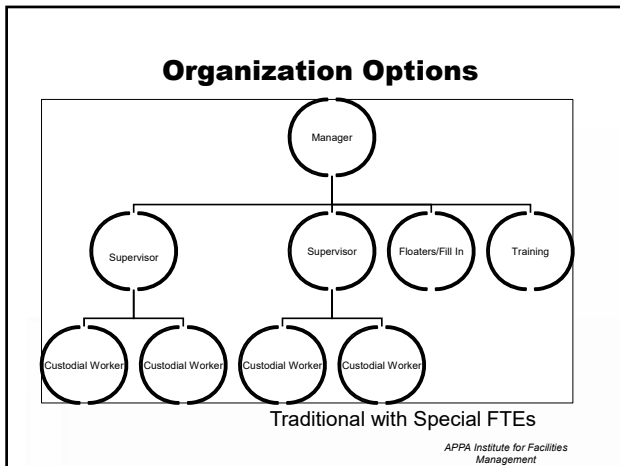 Organization Options
Manager
Supervisor
Supervisor
Floaters/Fill In
Training
Custodial Worker
Custodial Worker
Custodial Worker
Custodial Worker
Traditional with Special FTEs
APPA Institute for Facilities
Management